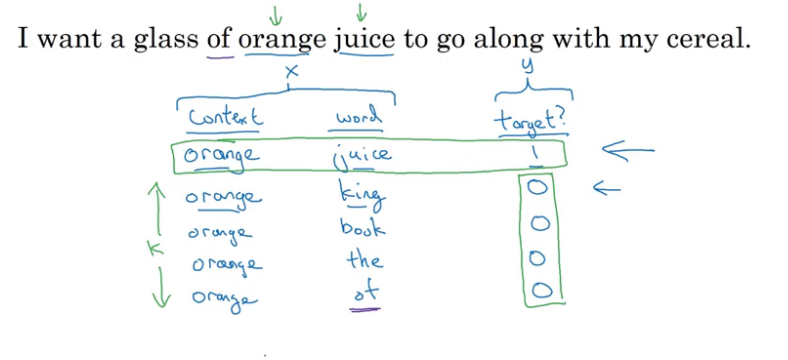 I want a glass of orange juice to go along with my cereal.
x y
Context word target?
orange juice 1
orange king 0
orange book 0
k orange the 0
orange of 0